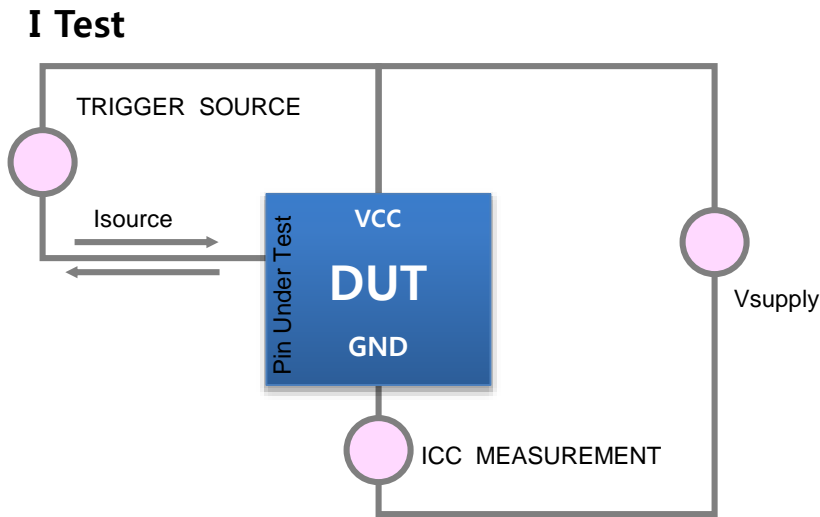 I Test
TRIGGER SOURCE
Isource
VCC
Pin Under Test
DUT
GND
Vsupply
ICC MEASUREMENT